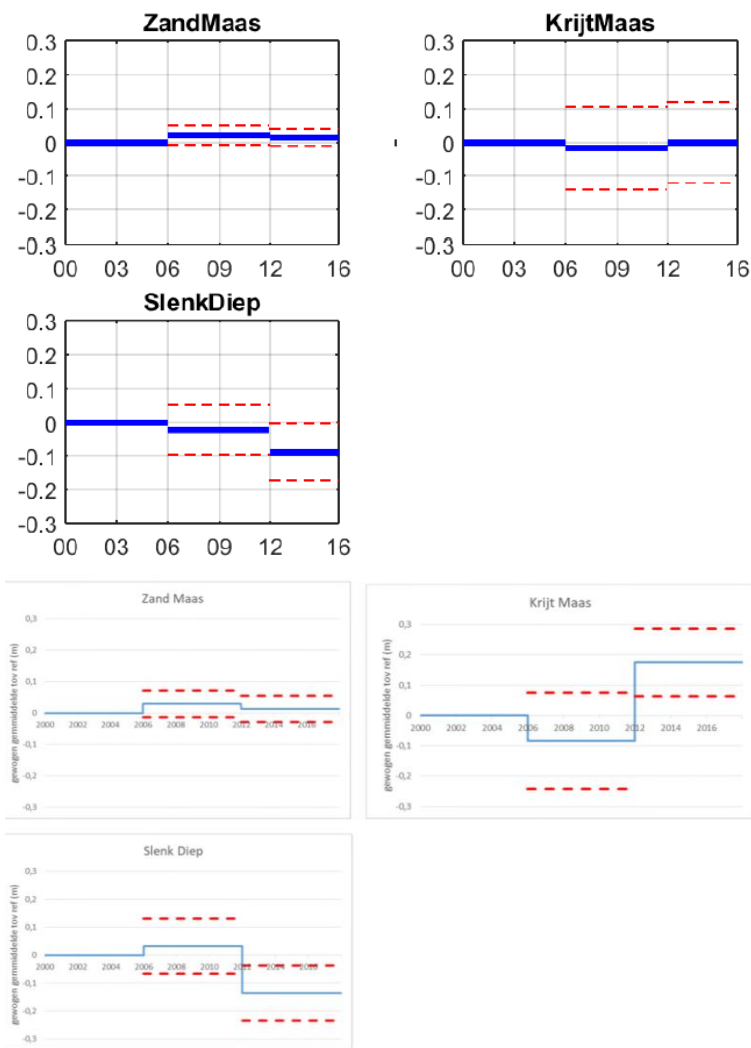 ZandMaas
0.3
0.2
0.1
0
-0.1
-0.2
-0.3
00 03 06 09 12 16
KrijtMaas
0.3
0.2
0.1
0
-0.1
-0.2
-0.3
00 03 06 09 12 16
SlenkDiep
0.3
0.2
0.1
0
-0.1
-0.2
-0.3
00 03 06 09 12 16
Zand Maas
gewogen gemmiddelde tov ref (m)
0,3
0,2
0,1
0
-0,1
-0,2
-0,3
2000 2002 2004 2006 2008 2010 2012 2014 2016
Krijt Maas
gewogen gemmiddelde tov ref (m)
0,3
0,2
0,1
0
-0,1
-0,2
-0,3
2000 2002 2004 2006 2008 2010 2012 2014 2016
Slenk Diep
gewogen gemmiddelde tov ref (m)
0,3
0,2
0,1
0
-0,1
-0,2
-0,3
2000 2002 2004 2006 2008 2010 2012 2014 2016